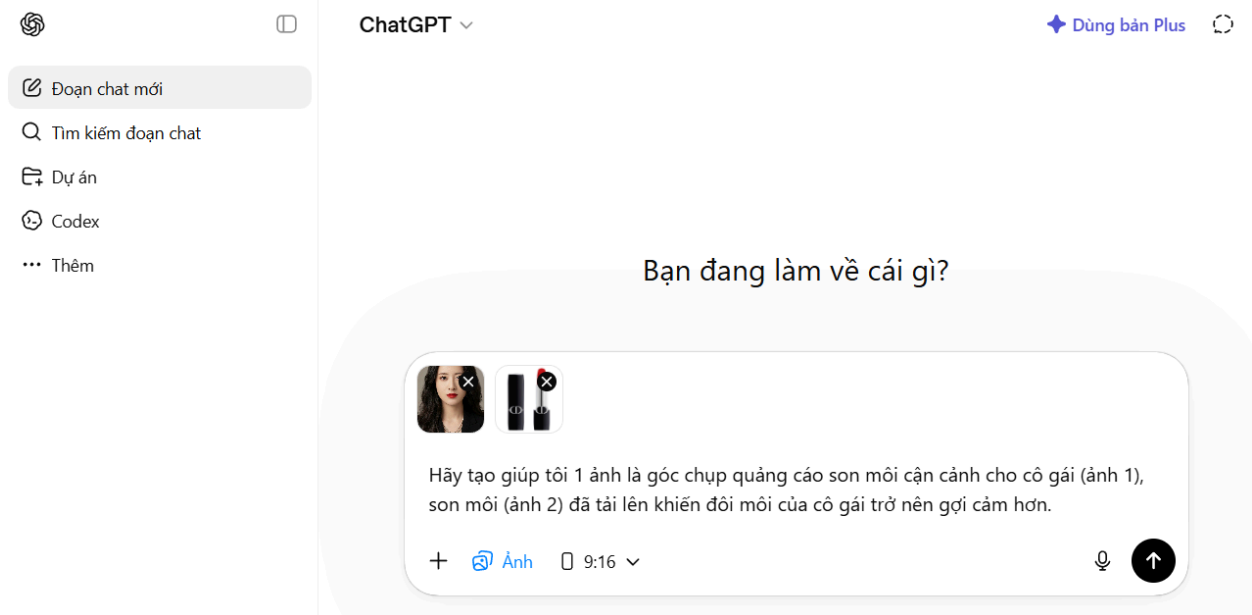 ChatGPT
Dùng bản Plus
Đoạn chat mới
Tìm kiếm đoạn chat
Dự án
Codex
Thêm
Bạn đang làm về cái gì?
Hãy tạo giúp tôi 1 ảnh là góc chụp quảng cáo son môi cận cảnh cho cô gái (ảnh 1),
son môi (ảnh 2) đã tải lên khiến đôi môi của cô gái trở nên gợi cảm hơn.
Ảnh
9:16